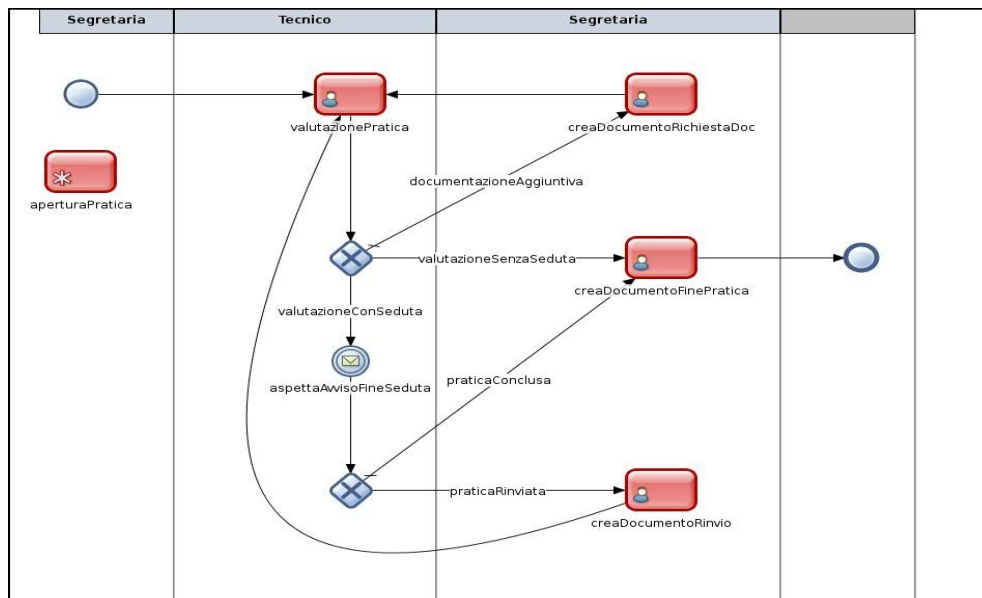 Segretaria
Tecnico
Segretaria
valutazionePratica
creaDocumentoRichiestaDoc
documentazioneAggiuntiva
aperturaPratica
valutazioneSenzaSeduta
creaDocumentoFinePratica
valutazioneConSeduta
aspettaAvvisoFineSeduta
praticaConclusa
praticaRinviata
creaDocumentoRinvio